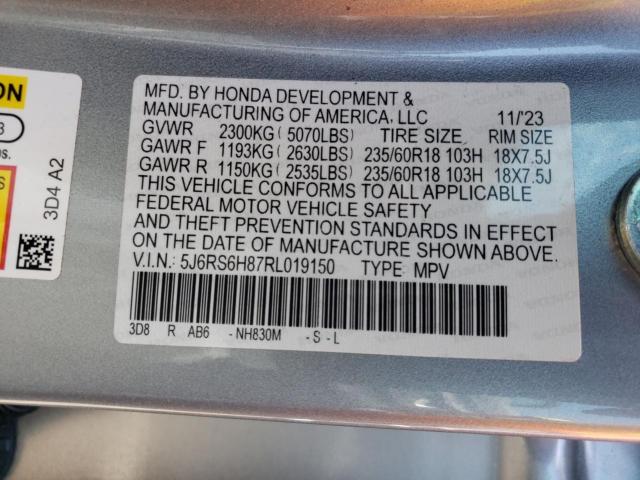 MFD. BY HONDA DEVELOPMENT &
MANUFACTURING OF AMERICA, LLC 11/'23
GVWR 2300KG (5070LBS) TIRE SIZE RIM SIZE
GAWR F 1193KG (2630LBS) 235/60R18 103H 18X7.5J
GAWR R 1150KG (2535LBS) 235/60R18 103H 18X7.5J
THIS VEHICLE CONFORMS TO ALL APPLICABLE
FEDERAL MOTOR VEHICLE SAFETY
AND THEFT PREVENTION STANDARDS IN EFFECT
ON THE DATE OF MANUFACTURE SHOWN ABOVE.
V.I.N.: 5J6RS6H87RL019150 TYPE: MPV
3D8 R AB6 -NH830M -S-L
ON
3
os.
S
3D4 A2